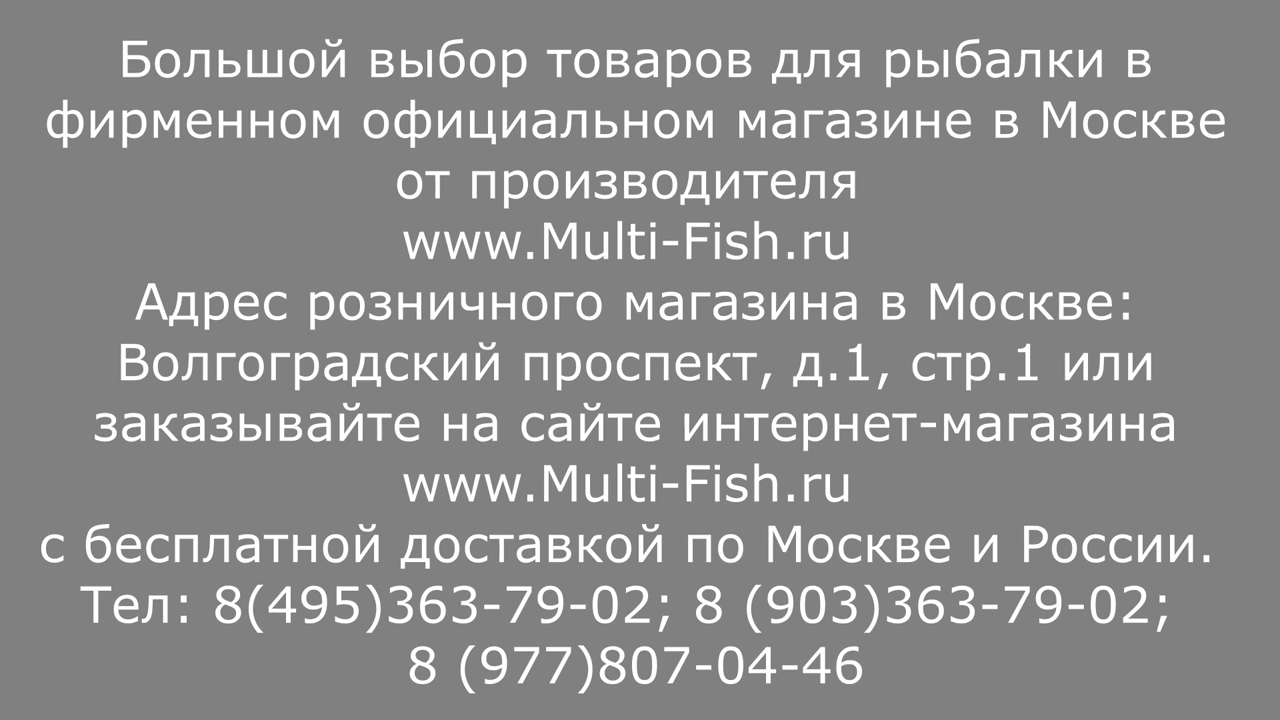 Большой выбор товаров для рыбалки в
фирменном официальном магазине в Москве
от производителя
www.Multi-Fish.ru
Адрес розничного магазина в Москве:
Волгоградский проспект, д.1, стр.1 или
заказывайте на сайте интернет-магазина
www.Multi-Fish.ru
с бесплатной доставкой по Москве и России.
Тел: 8(495)363-79-02; 8 (903)363-79-02;
8 (977)807-04-46